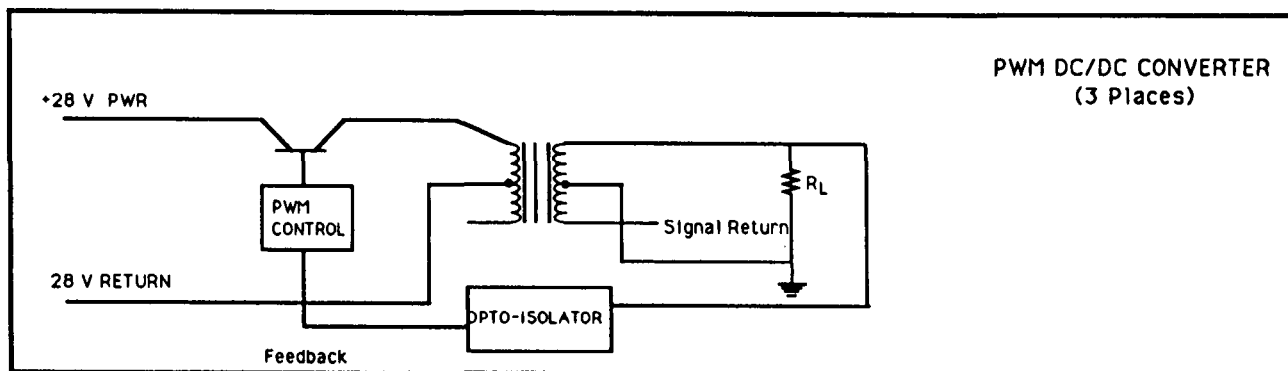 PWM DC/DC CONVERTER
(3 Places)
+28 V PWR
PWM
CONTROL
RL
Signal Return
28 V RETURN
OPTO-ISOLATOR
Feedback